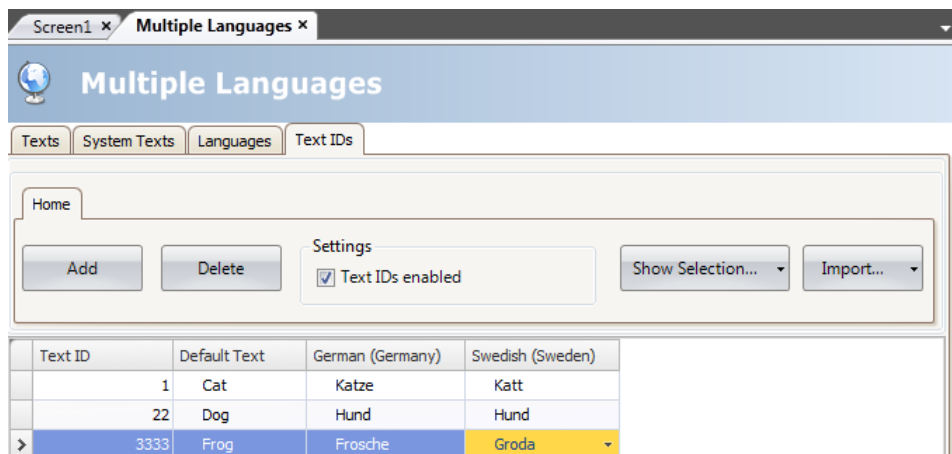 Screen1 × Multiple Languages ×
Multiple Languages
Texts System Texts Languages Text IDs
Home
Add Delete Settings Text IDs enabled Show Selection... Import...
Text ID Default Text German (Germany) Swedish (Sweden)
1 Cat Katze Katt
22 Dog Hund Hund
3333 Frog Frosche Groda